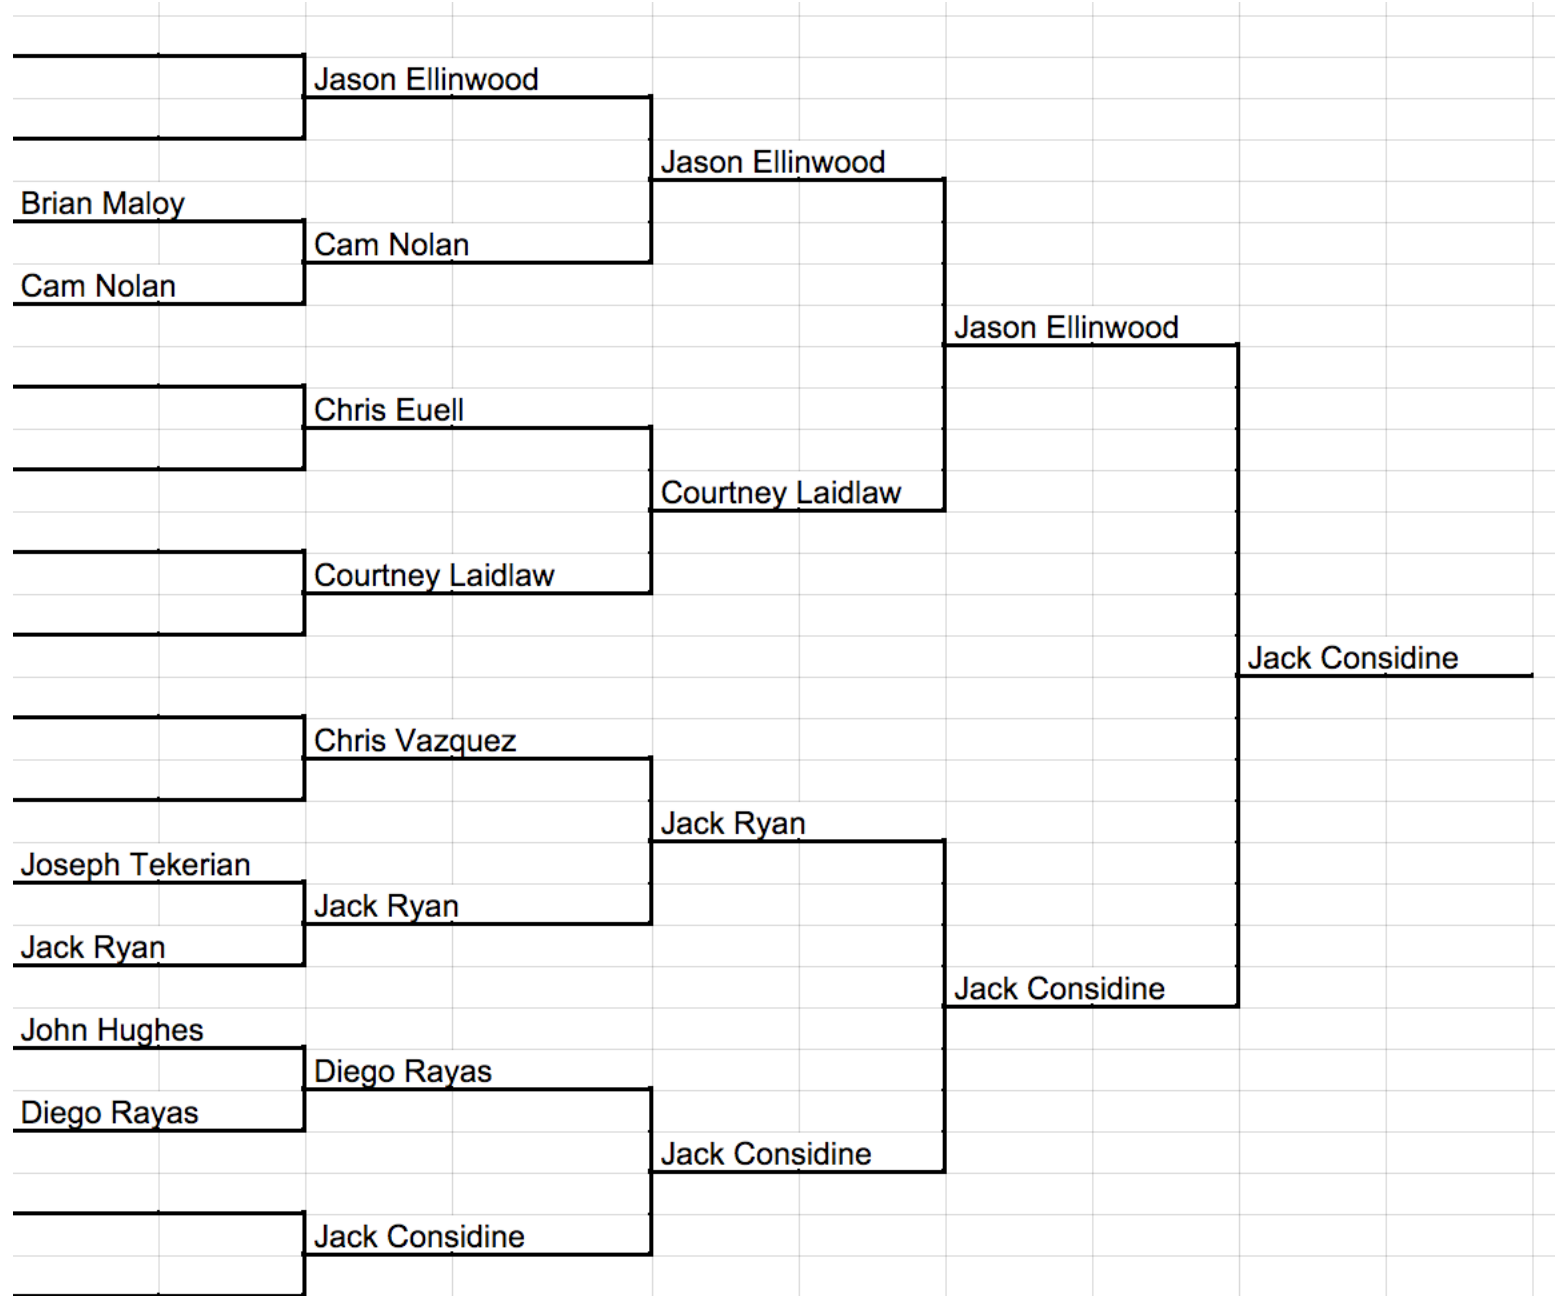 Jason Ellinwood
Jason Ellinwood
Brian Maloy
Cam Nolan
Cam Nolan
Jason Ellinwood
Chris Euell
Courtney Laidlaw
Courtney Laidlaw
Jack Considine
Chris Vazquez
Jack Ryan
Joseph Tekerian
Jack Ryan
Jack Ryan
Jack Considine
John Hughes
Diego Rayas
Diego Rayas
Jack Considine
Jack Considine